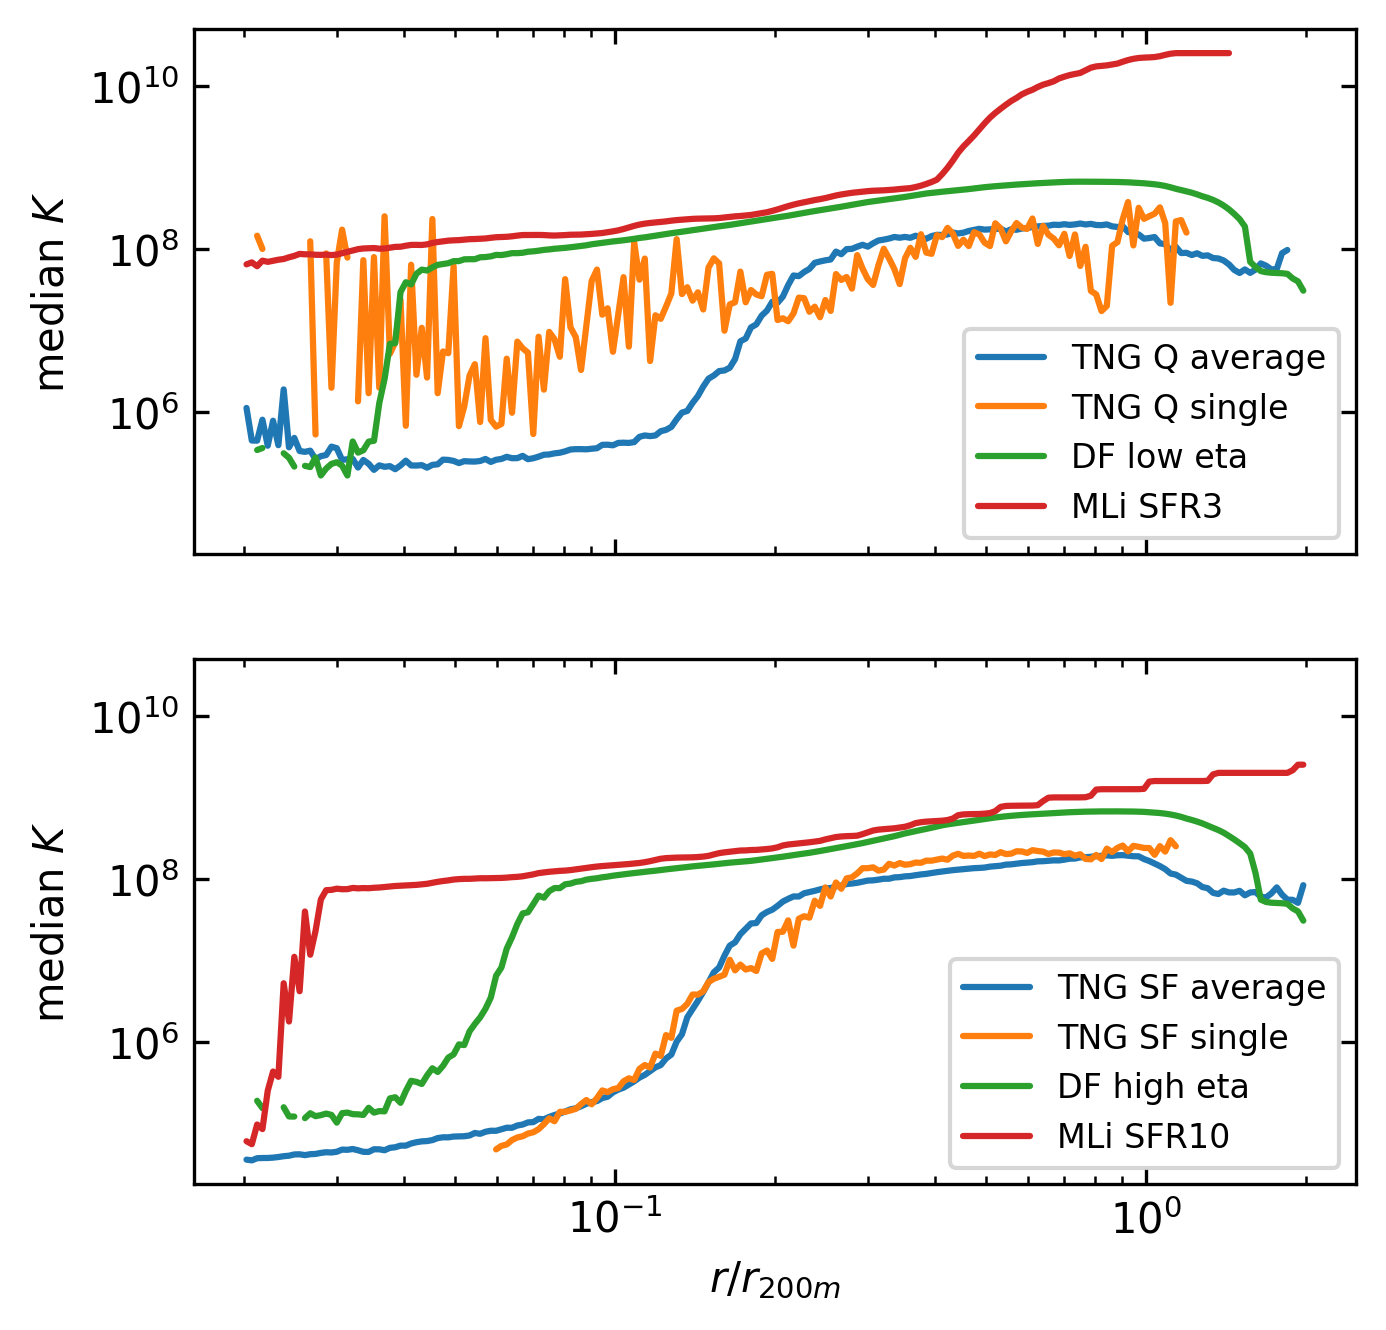 10^10
10^8
10^6
median K
TNG Q average
TNG Q single
DF low eta
MLi SFR3
10^10
10^8
10^6
median K
TNG SF average
TNG SF single
DF high eta
MLi SFR10
10^−1
10^0
r/r_200m